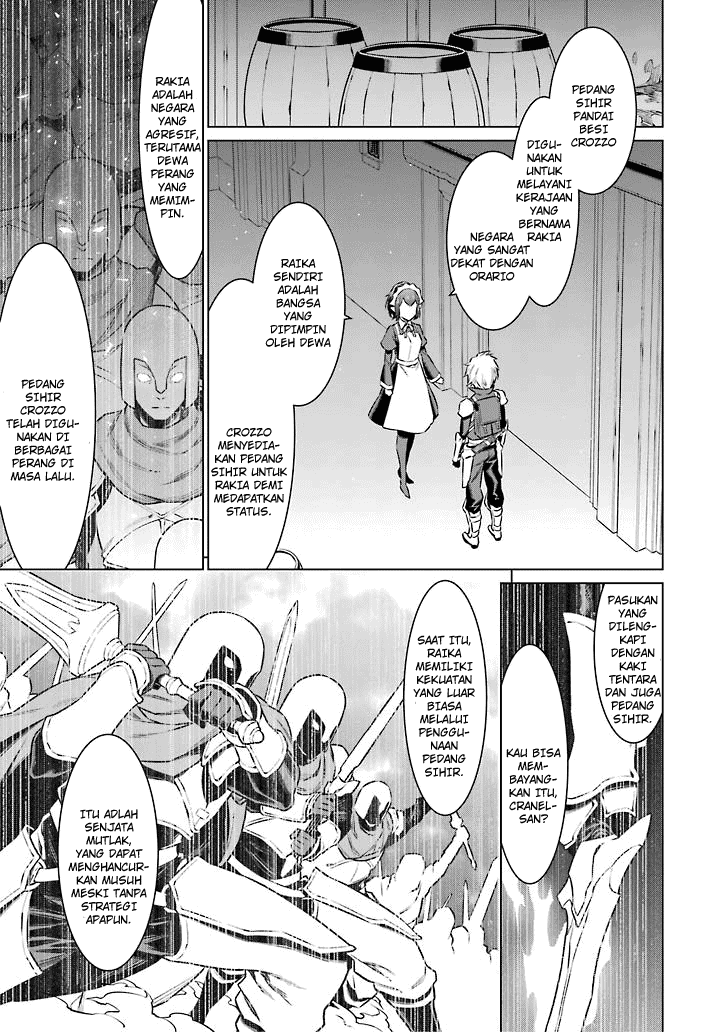 PEDANG
SIHIR
PANDAI
BESI
CROZZO
DIGU-
NAKAN
UNTUK
MELAYANI
KERAJAAN
YANG
BERNAMA
RAKIA
NEGARA
YANG SANGAT
DEKAT DENGAN
ORARIO
RAIKA
SENDIRI
ADALAH
BANGSA
YANG
DIPIMPIN
OLEH DEWA
CROZZO
MENYEDIA-
KAN PEDANG
SIHIR UNTUK
RAKIA DEMI
MEDAPATKAN
STATUS.
RAKIA
ADALAH
NEGARA
YANG
AGRESIF,
TERUTAMA
DEWA
PERANG
YANG
MEMIM-
PIN.
PEDANG
SIHIR
CROZZO
TELAH DIGU-
NAKAN DI
BERBAGAI
PERANG DI
MASA LALU.
PASUKAN
YANG
DILENG-
KAPI
DENGAN
KAKI
TENTARA
DAN JUGA
PEDANG
SIHIR.
KAU BISA
MEM-
BAYANG-
KAN ITU,
CRANEL-
SAN?
SAAT ITU,
RAIKA
MEMILIKI
KEKUATAN
YANG LUAR
BIASA
MELALUI
PENGGU-
NAAN
PEDANG
SIHIR.
ITU ADLAH
SENJATA
MUTLAK,
YANG DAPAT
MENGHANCUR-
KAN MUSUH
MESKI TANPA
STRATEGI
APAPUN.